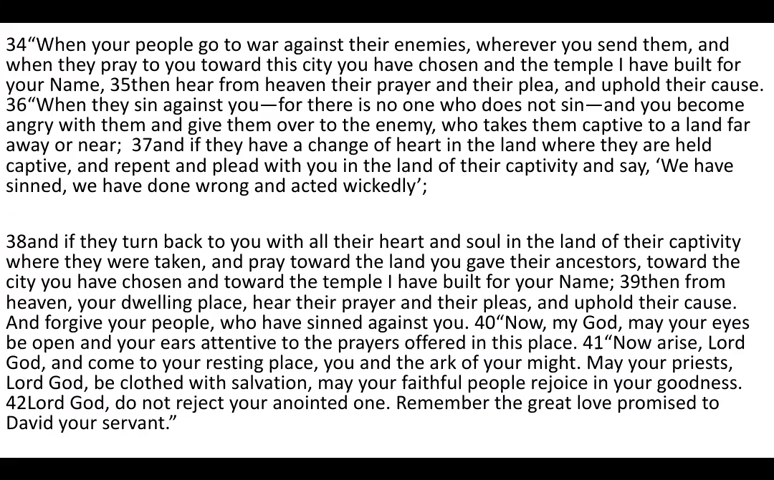 34“When your people go to war against their enemies, wherever you send them, and
when they pray to you toward this city you have chosen and the temple I have built for
your Name, 35then hear from heaven their prayer and their plea, and uphold their cause.
36“When they sin against you—for there is no one who does not sin—and you become
angry with them and give them over to the enemy, who takes them captive to a land far
away or near;  37and if they have a change of heart in the land where they are held
captive, and repent and plead with you in the land of their captivity and say, ‘We have
sinned, we have done wrong and acted wickedly’;
38and if they turn back to you with all their heart and soul in the land of their captivity
where they were taken, and pray toward the land you gave their ancestors, toward the
city you have chosen and toward the temple I have built for your Name; 39then from
heaven, your dwelling place, hear their prayer and their pleas, and uphold their cause.
And forgive your people, who have sinned against you. 40“Now, my God, may your eyes
be open and your ears attentive to the prayers offered in this place. 41“Now arise, Lord
God, and come to your resting place, you and the ark of your might. May your priests,
Lord God, be clothed with salvation, may your faithful people rejoice in your goodness.
42Lord God, do not reject your anointed one. Remember the great love promised to
David your servant.”